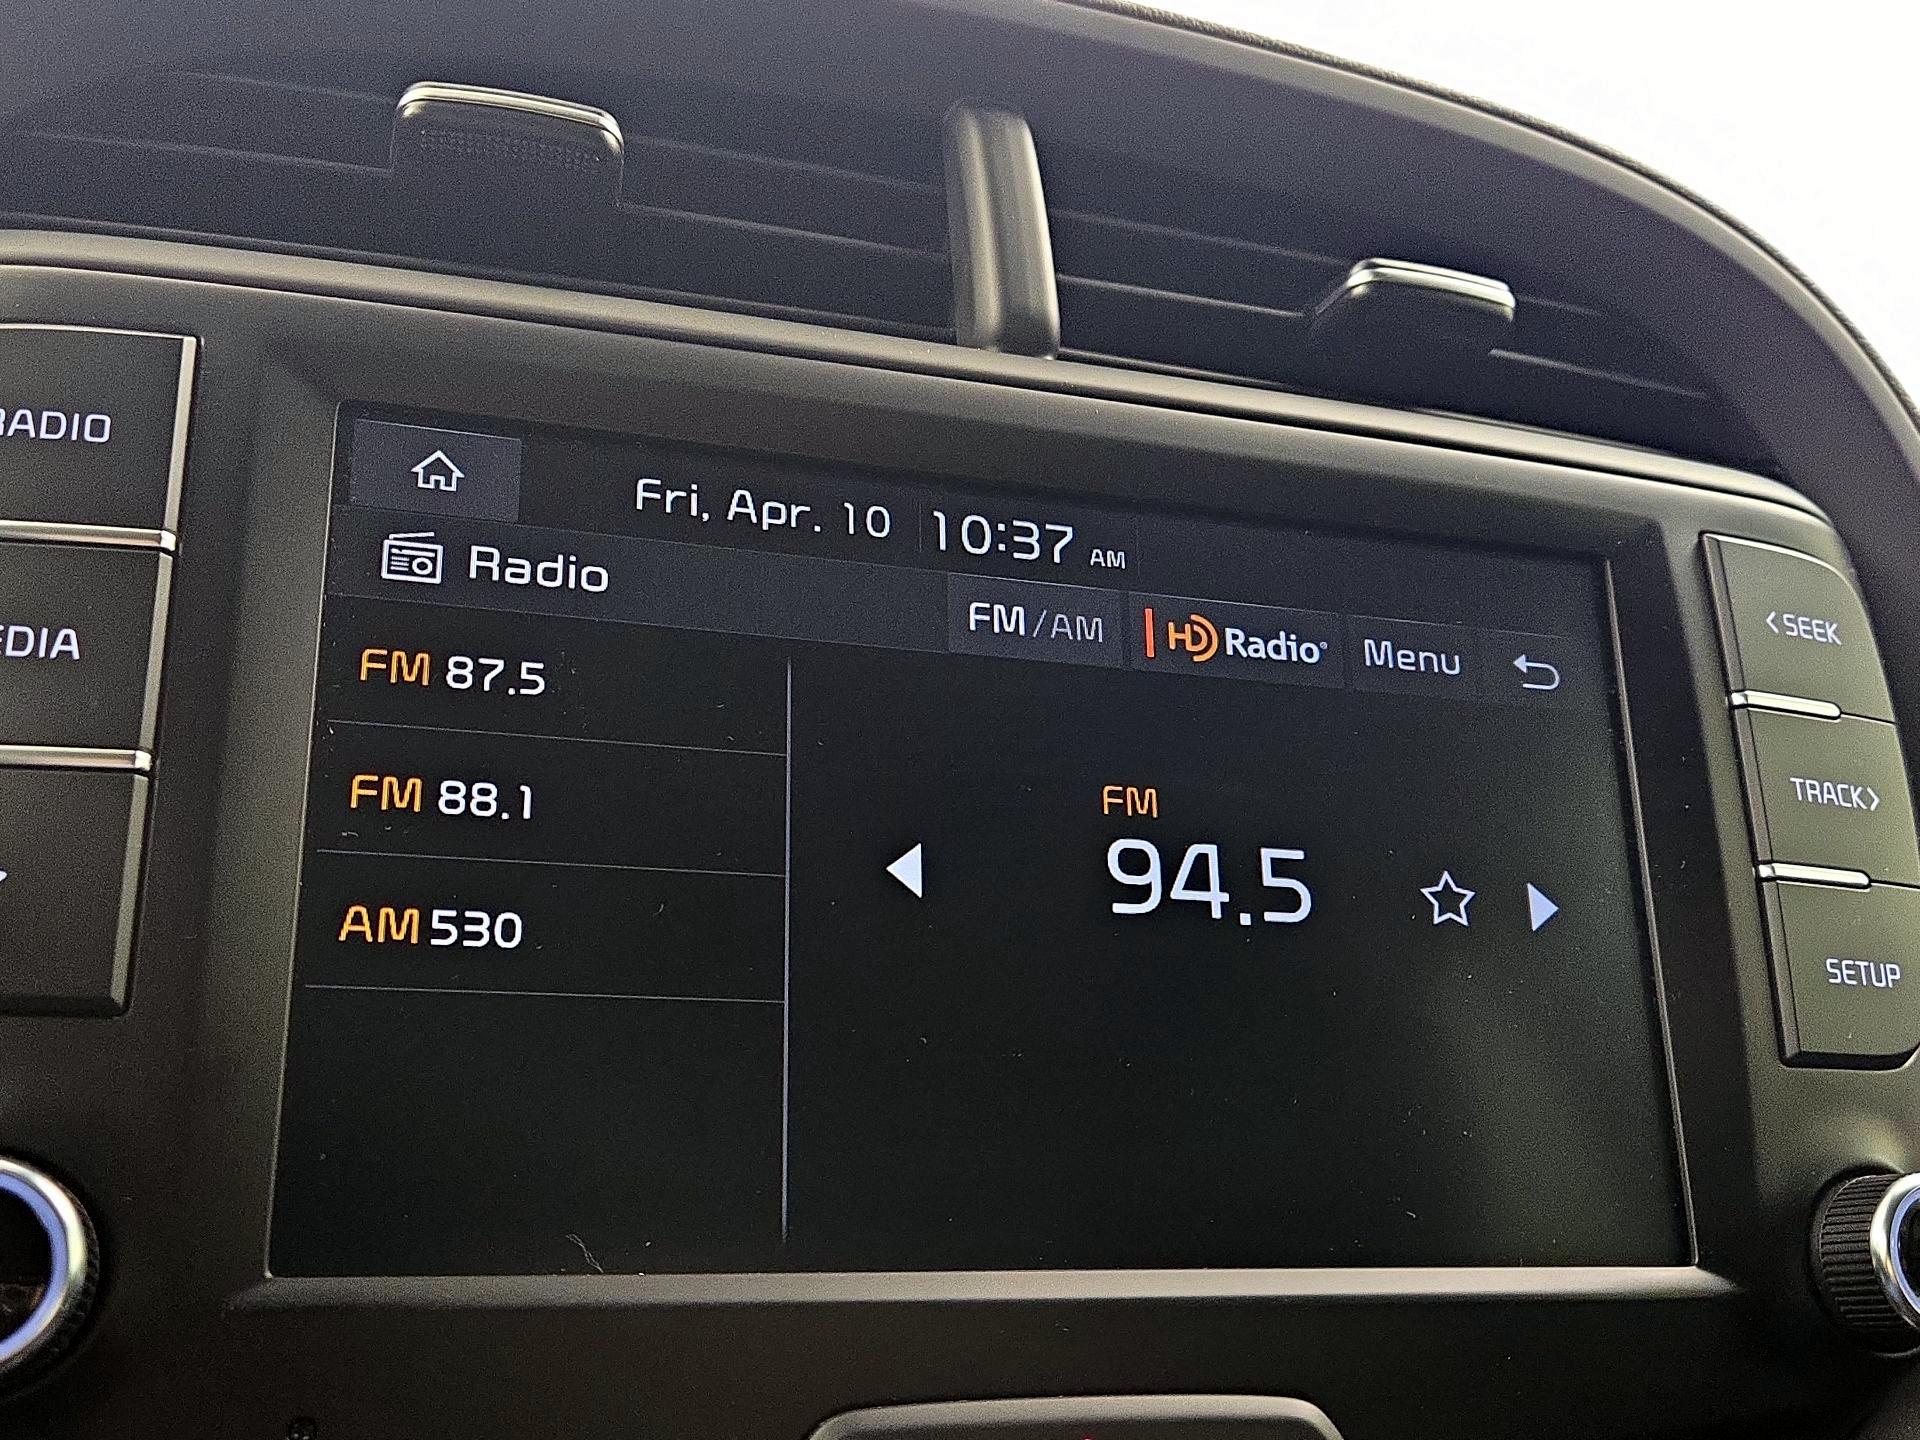 RADIO
EDIA
Fri, Apr. 10 10:37 AM
Radio
FM/AM HD Radio® Menu
FM 87.5
FM 88.1
AM 530
FM
94.5
<SEEK
TRACK>
SETUP